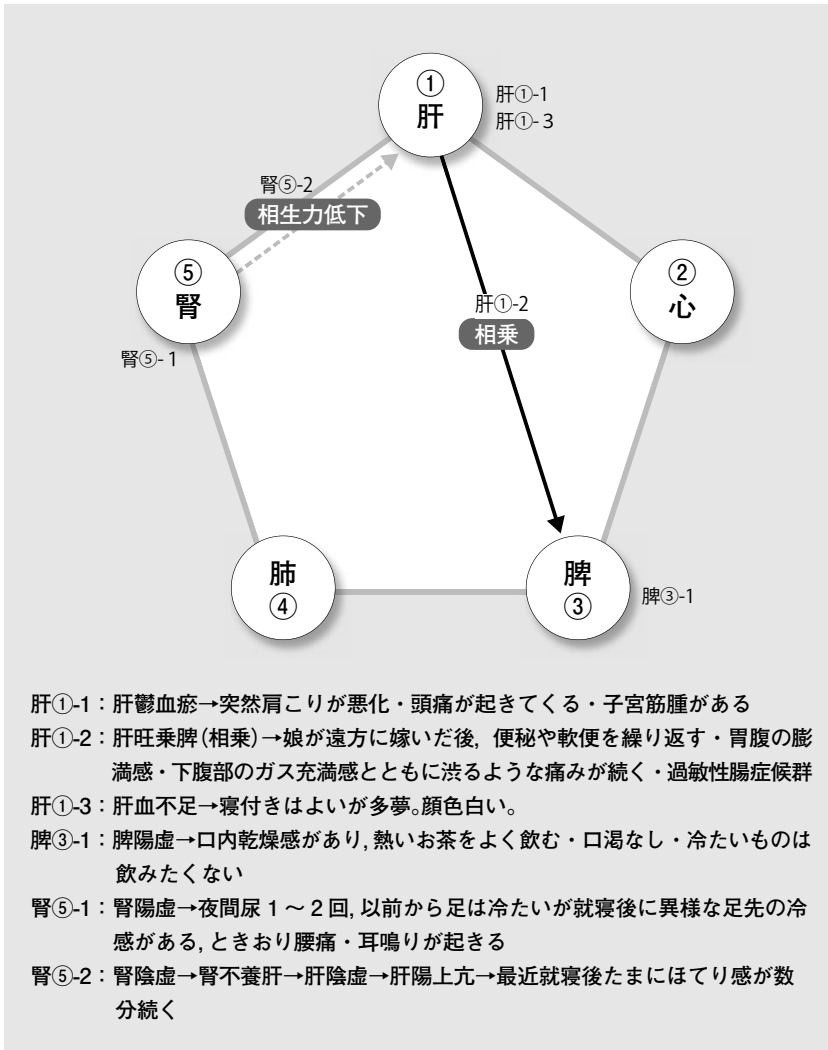 ①
肝
肝①-1
肝①-3
腎⑤-2
相生力低下
⑤
腎
②
心
肝①-2
相乗
腎⑤-1
肺
④
脾
③
脾③-1
肝①-1：肝鬱血瘀→突然肩こりが悪化・頭痛が起きてくる・子宮筋腫がある
肝①-2：肝旺乗脾（相乗）→娘が遠方に嫁いだ後，便秘や軟便を繰り返す・胃腹の膨
満感・下腹部のガス充満感とともに渋るような痛みが続く・過敏性腸症候群
肝①-3：肝血不足→寝付きはよいが多夢。顔色白い。
脾③-1：脾陽虚→口内乾燥感があり，熱いお茶をよく飲む・口渇なし・冷たいものは
飲みたくない
腎⑤-1：腎陽虚→夜間尿1～2回，以前から足は冷たいが就寝後に異様な足先の冷
感がある，ときおり腰痛・耳鳴りが起きる
腎⑤-2：腎陰虚→腎不養肝→肝陰虚→肝陽上亢→最近就寝後たまにほてり感が数
分続く